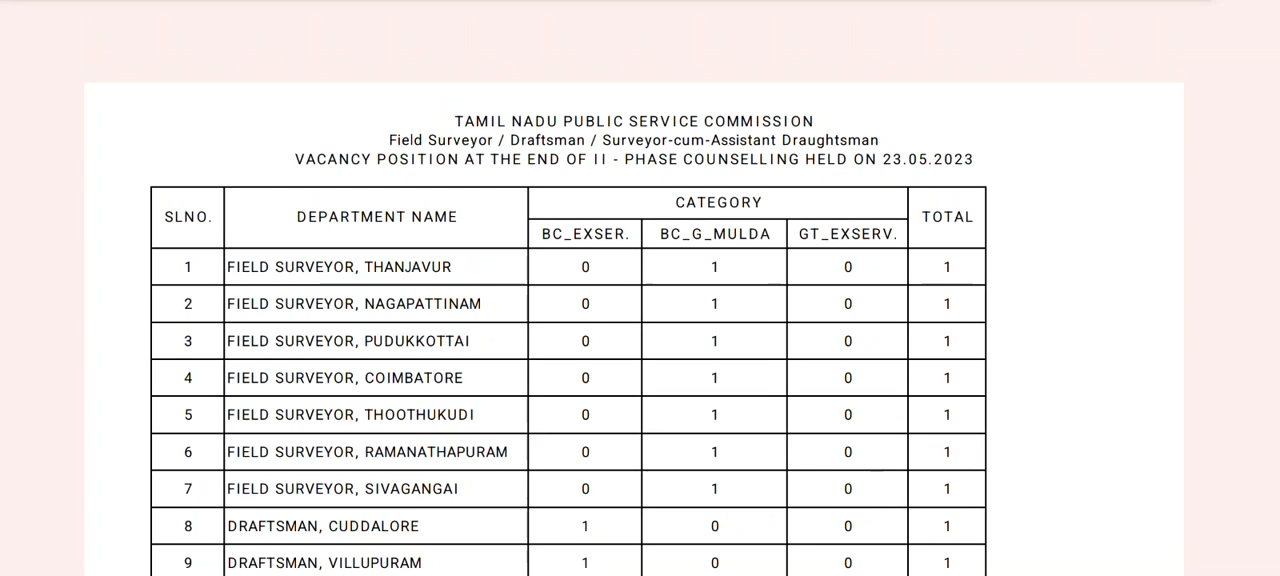 TAMIL NADU PUBLIC SERVICE COMMISSION
Field Surveyor / Draftsman / Surveyor-cum-Assistant Draughtsman
VACANCY POSITION AT THE END OF II - PHASE COUNSELLING HELD ON 23.05.2023
SLNO. DEPARTMENT NAME CATEGORY TOTAL
BC_EXSER. BC_G_MULDA GT_EXSERV.
1 FIELD SURVEYOR, THANJAVUR 0 1 0 1
2 FIELD SURVEYOR, NAGAPATTINAM 0 1 0 1
3 FIELD SURVEYOR, PUDUKKOTTAI 0 1 0 1
4 FIELD SURVEYOR, COIMBATORE 0 1 0 1
5 FIELD SURVEYOR, THOOTHUKUDI 0 1 0 1
6 FIELD SURVEYOR, RAMANATHAPURAM 0 1 0 1
7 FIELD SURVEYOR, SIVAGANGAI 0 1 0 1
8 DRAFTSMAN, CUDDALORE 1 0 0 1
9 DRAFTSMAN, VILLUPURAM 1 0 0 1